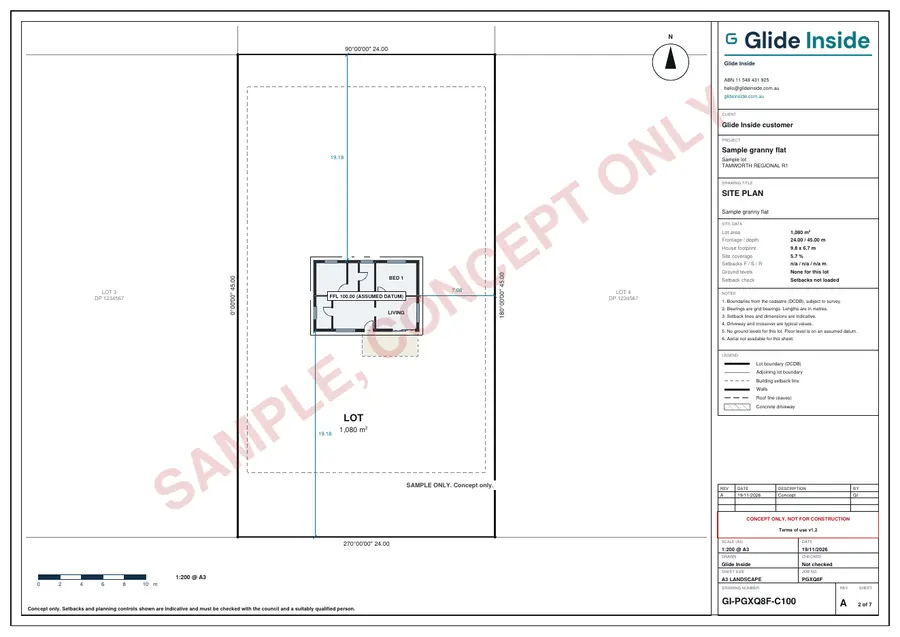 90°00'00" 24.00
N
19.18
LOT 3
DP 1234567
0°00'00" 45.00
BED 1
FFL 100.00 (ASSUMED DATUM)
LIVING
7.06
180°00'00" 45.00
LOT 4
DP 1234567
LOT
1,080 m²
19.18
SAMPLE ONLY. Concept only.
SAMPLE, CONCEPT ONLY
270°00'00" 24.00
0 2 4 6 8 10 m
1:200 @ A3
Concept only. Setbacks and planning controls shown are indicative and must be checked with the council and a suitably qualified person.
G Glide Inside
Glide Inside
ABN 11 548 431 925
hello@glideinside.com.au
glideinside.com.au
CLIENT
Glide Inside customer
PROJECT
Sample granny flat
Sample lot
TAMWORTH REGIONAL R1
DRAWING TITLE
SITE PLAN
Sample granny flat
SITE DATA
Lot area 1,080 m²
Frontage / depth 24.00 / 45.00 m
House footprint 9.8 x 6.7 m
Site coverage 5.7 %
Setbacks F / S / R n/a / n/a / n/a m
Ground levels None for this lot
Setback check Setbacks not loaded
NOTES
1. Boundaries from the cadastre (DCDB), subject to survey.
2. Bearings are grid bearings. Lengths are in metres.
3. Setback lines and dimensions are indicative.
4. Driveway and crossover are typical values.
5. No ground levels for this lot. Floor level is on an assumed datum.
6. Aerial not available for this sheet.
LEGEND
Lot boundary (DCDB)
Adjoining lot boundary
Building setback line
Walls
Roof line (eaves)
Concrete driveway
REV DATE DESCRIPTION BY
A 19/11/2026 Concept GI
CONCEPT ONLY, NOT FOR CONSTRUCTION
Terms of use v1.2
SCALE (A3) DATE
1:200 @ A3 19/11/2026
DRAWN CHECKED
Glide Inside Not checked
SHEET SIZE JOB NO.
A3 LANDSCAPE PGXQ8F
DRAWING NUMBER REV SHEET
GI-PGXQ8F-C100 A 2 of 7